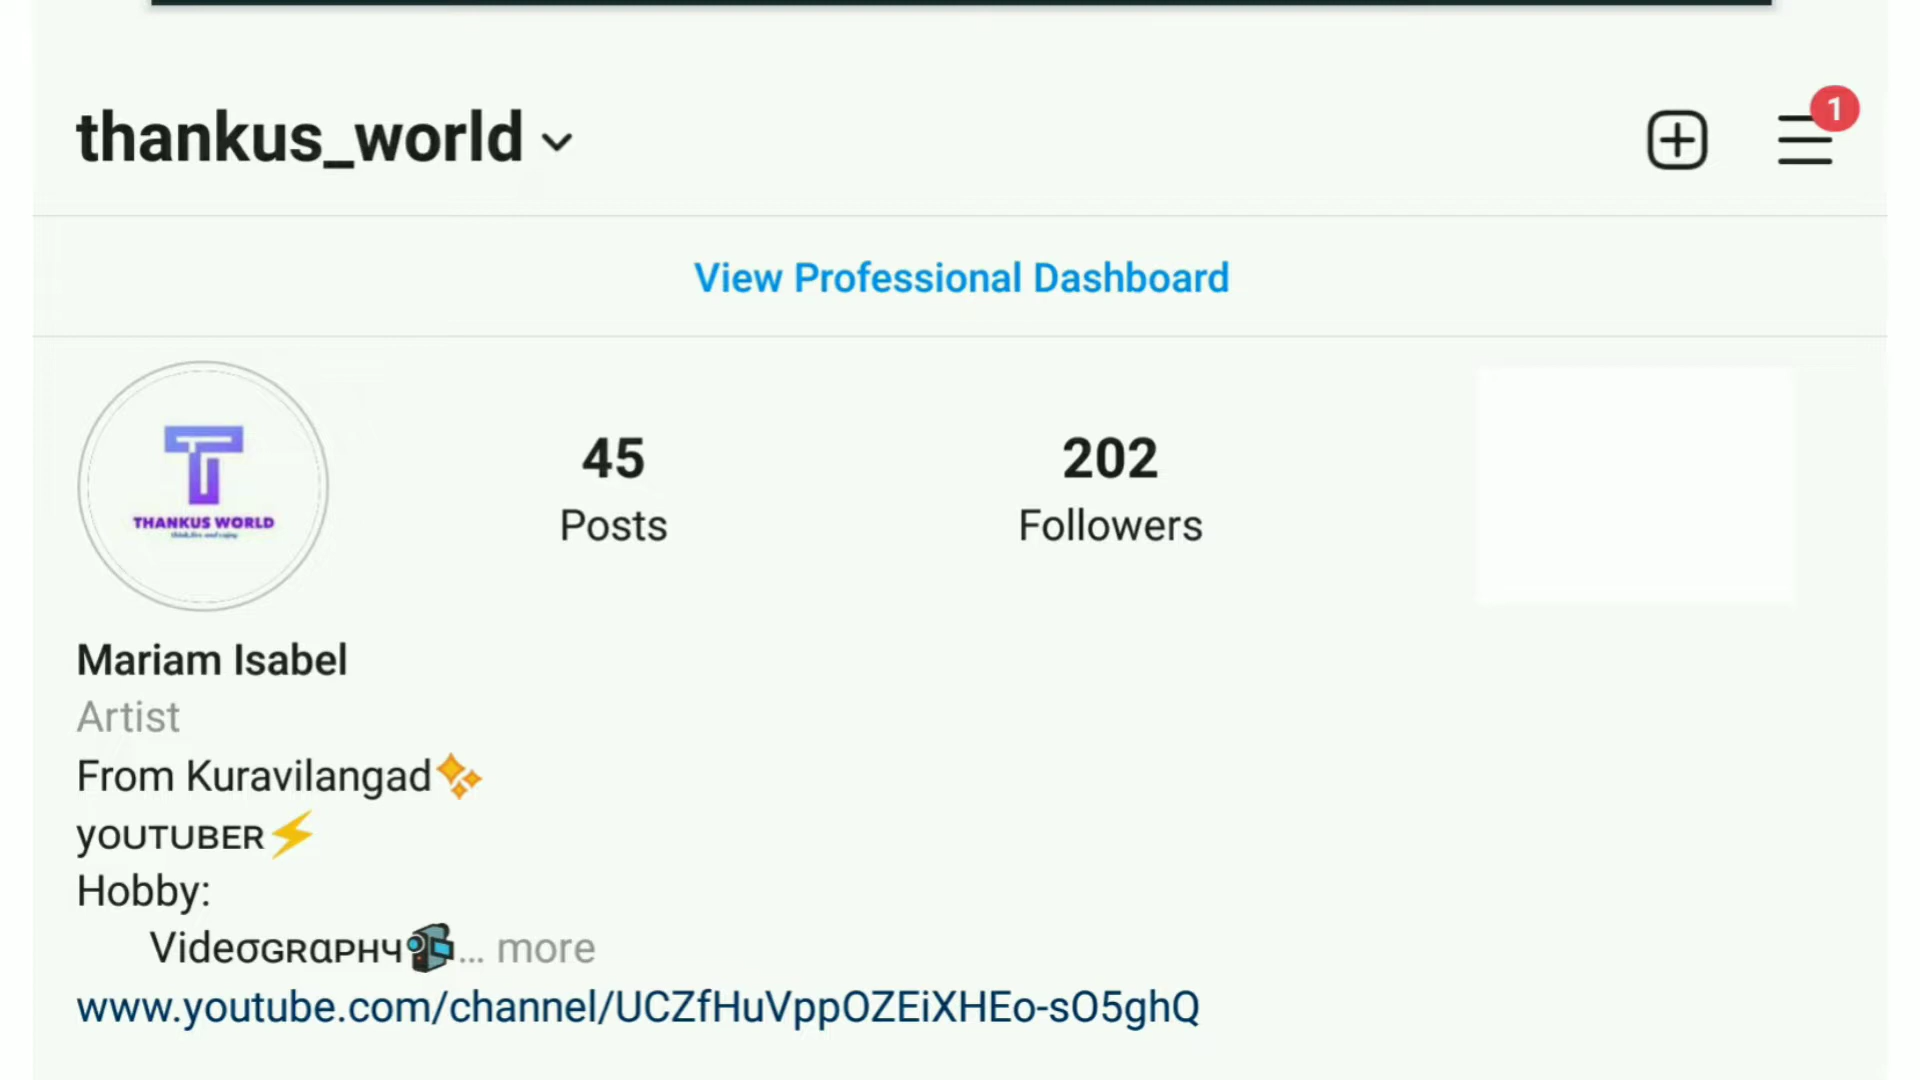 thankus_world
1
View Professional Dashboard
THANKUS WORLD
45
Posts
202
Followers
Mariam Isabel
Artist
From Kuravilangad✨
yOUTUBER⚡
Hobby:
VideσGRɑPHЧ📹... more
www.youtube.com/channel/UCZfHuVppOZEiXHEo-sO5ghQ